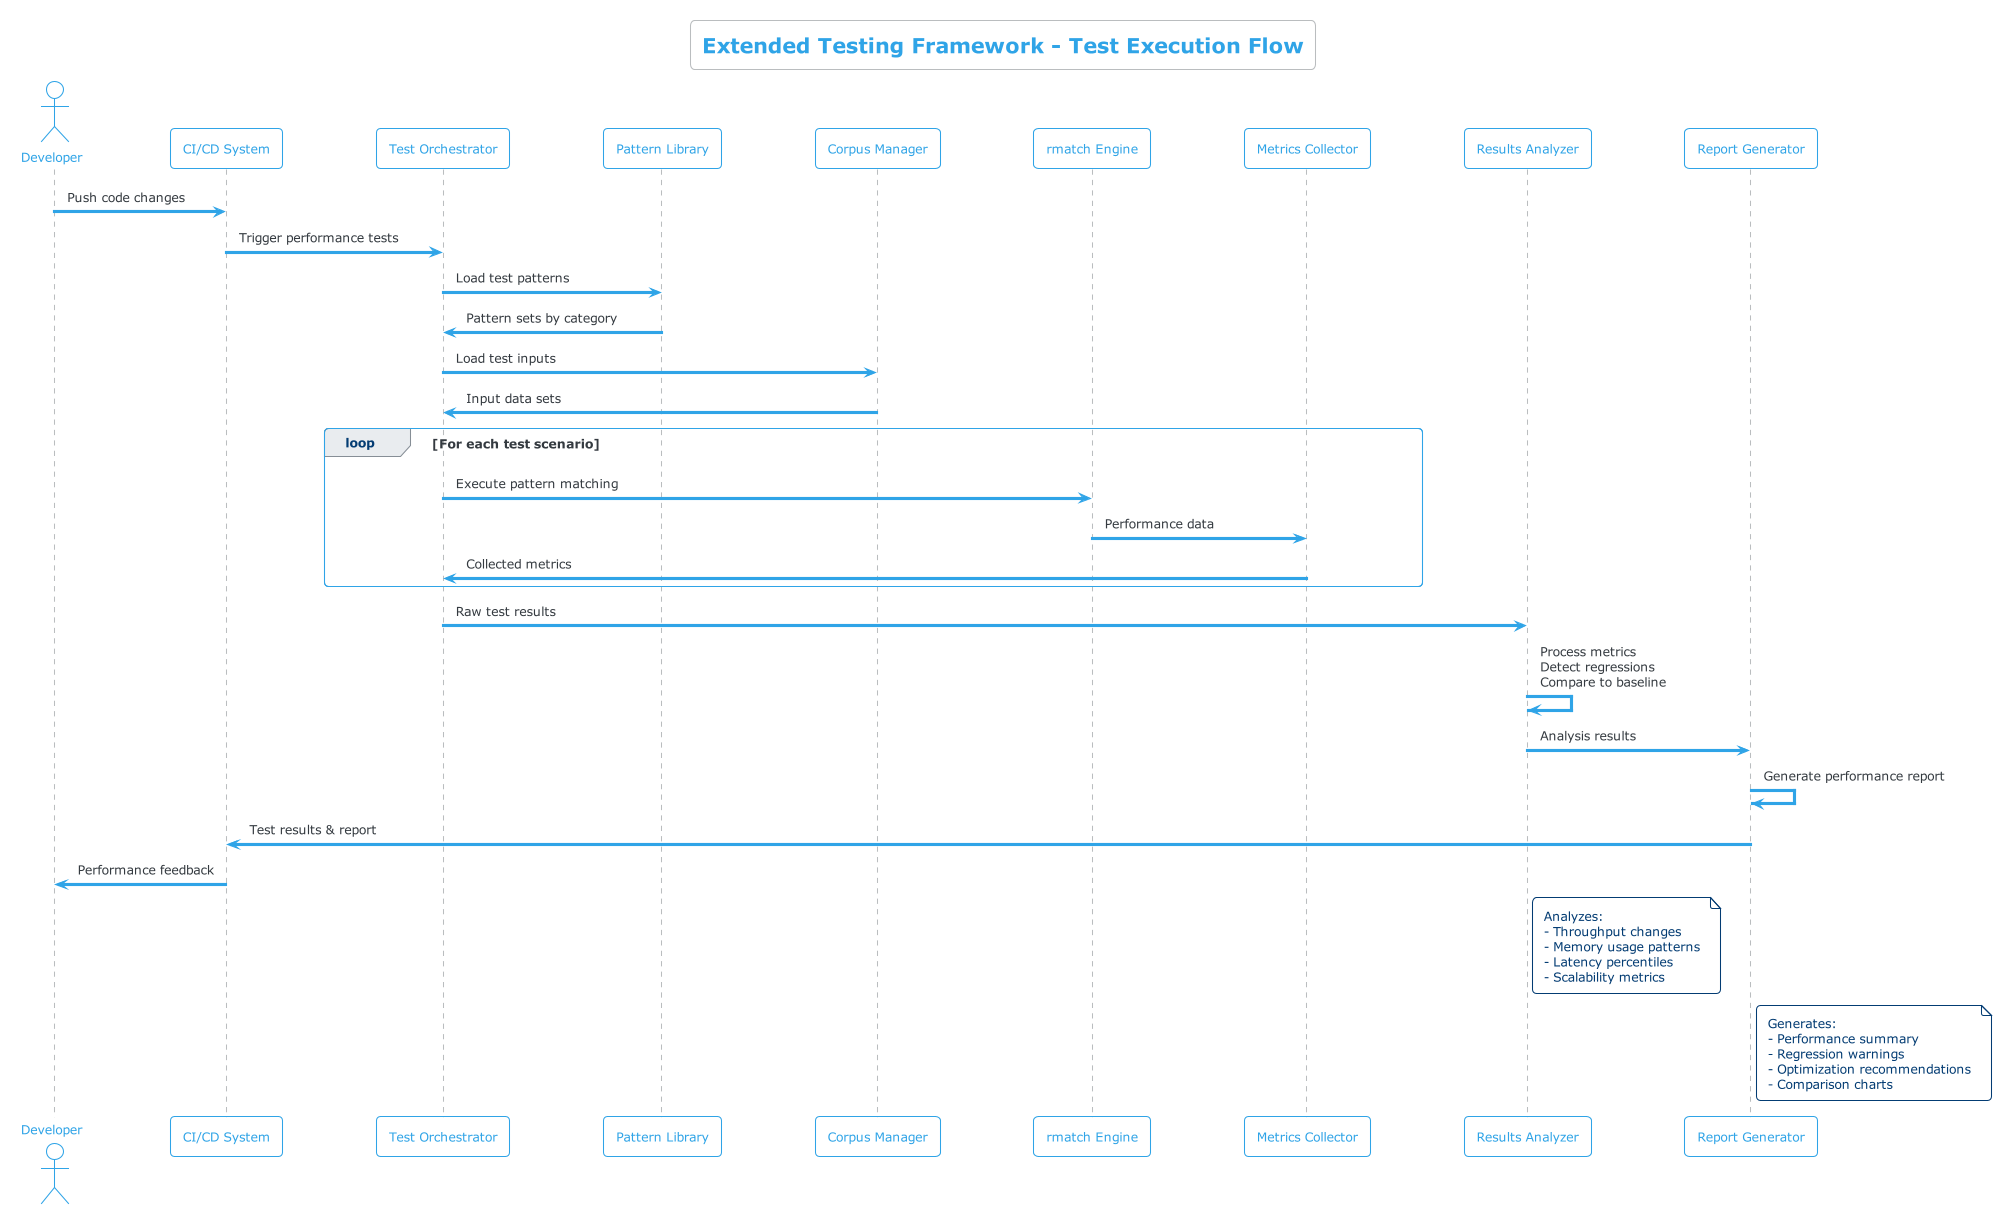 Extended Testing Framework - Test Execution Flow
Developer
CI/CD System
Test Orchestrator
Pattern Library
Corpus Manager
rmatch Engine
Metrics Collector
Results Analyzer
Report Generator
Push code changes
Trigger performance tests
Load test patterns
Pattern sets by category
Load test inputs
Input data sets
loop
[For each test scenario]
Execute pattern matching
Performance data
Collected metrics
Raw test results
Process metrics
Detect regressions
Compare to baseline
Analysis results
Generate performance report
Test results & report
Performance feedback
Analyzes:
- Throughput changes
- Memory usage patterns
- Latency percentiles
- Scalability metrics
Generates:
- Performance summary
- Regression warnings
- Optimization recommendations
- Comparison charts
Developer
CI/CD System
Test Orchestrator
Pattern Library
Corpus Manager
rmatch Engine
Metrics Collector
Results Analyzer
Report Generator